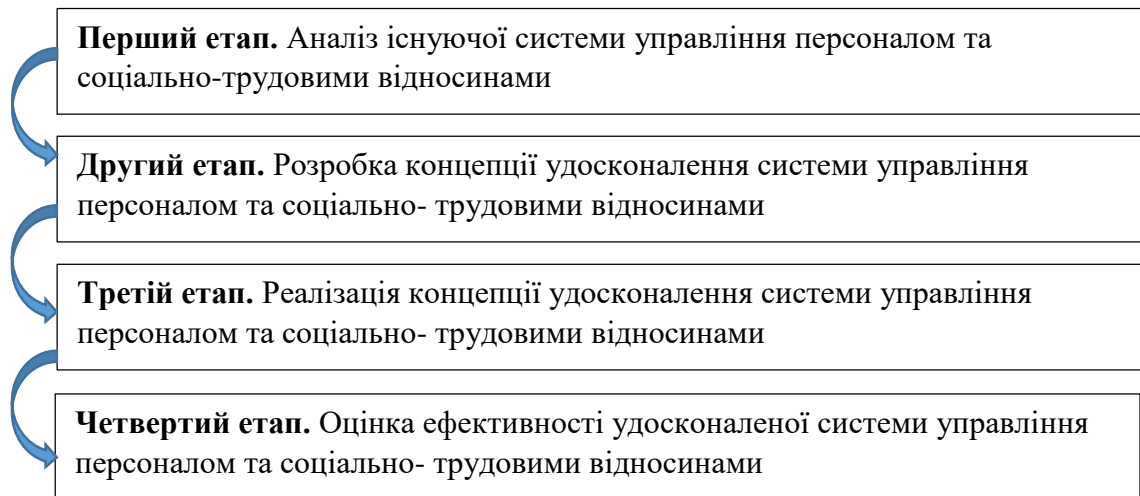 Перший етап. Аналіз існуючої системи управління персоналом та
соціально-трудовими відносинами
Другий етап. Розробка концепції удосконалення системи управління
персоналом та соціально- трудовими відносинами
Третій етап. Реалізація концепції удосконалення системи управління
персоналом та соціально- трудовими відносинами
Четвертий етап. Оцінка ефективності удосконаленої системи управління
персоналом та соціально- трудовими відносинами